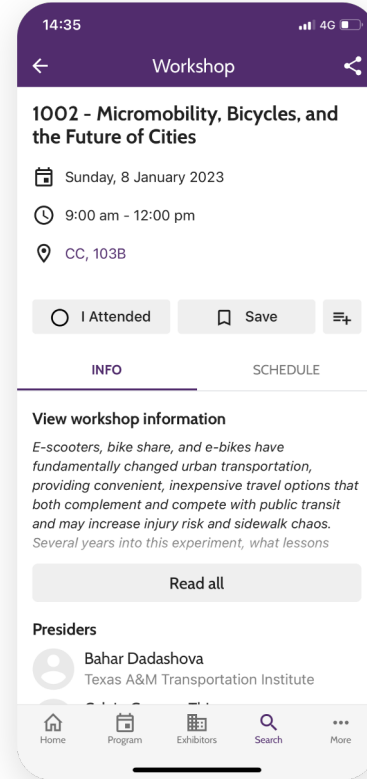 14:35
4G
Workshop
1002 - Micromobility, Bicycles, and
the Future of Cities
Sunday, 8 January 2023
9:00 am - 12:00 pm
CC, 103B
I Attended
Save
INFO
SCHEDULE
View workshop information
E-scooters, bike share, and e-bikes have
fundamentally changed urban transportation,
providing convenient, inexpensive travel options that
both complement and compete with public transit
and may increase injury risk and sidewalk chaos.
Several years into this experiment, what lessons
Read all
Presiders
Bahar Dadashova
Texas A&M Transportation Institute
Home
Program
Exhibitors
Search
More